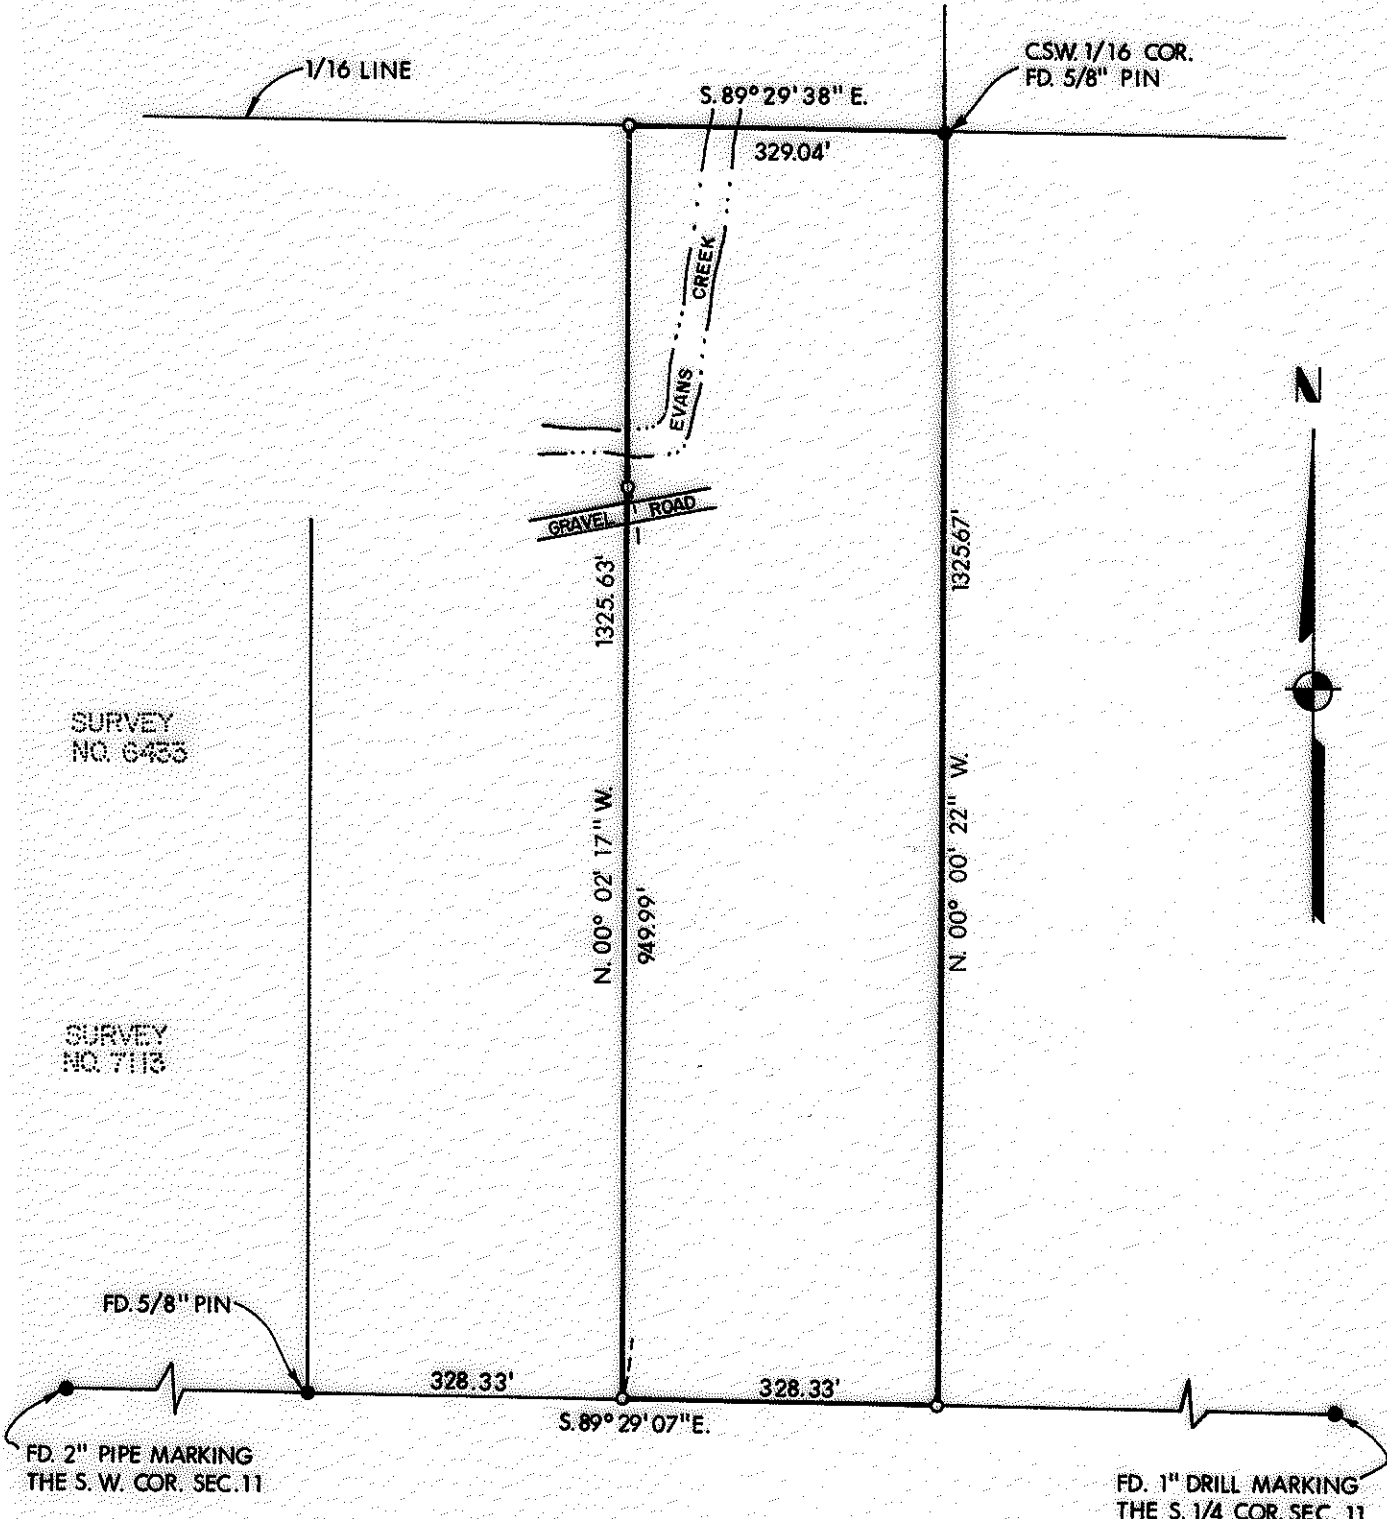 1/16 LINE
S. 89° 29' 38" E.
329.04'
C.S.W. 1/16 COR.
FD. 5/8" PIN
N
EVANS CREEK
GRAVEL ROAD
1325.63'
1325.67'
SURVEY
NO. 6433
N. 00° 02' 17" W.
949.99'
N. 00° 00' 22" W.
SURVEY
NO. 7113
FD. 5/8" PIN
328.33'
328.33'
S. 89° 29' 07" E.
FD. 2" PIPE MARKING
THE S. W. COR. SEC. 11
FD. 1" DRILL MARKING
THE S. 1/4 COR. SEC. 11